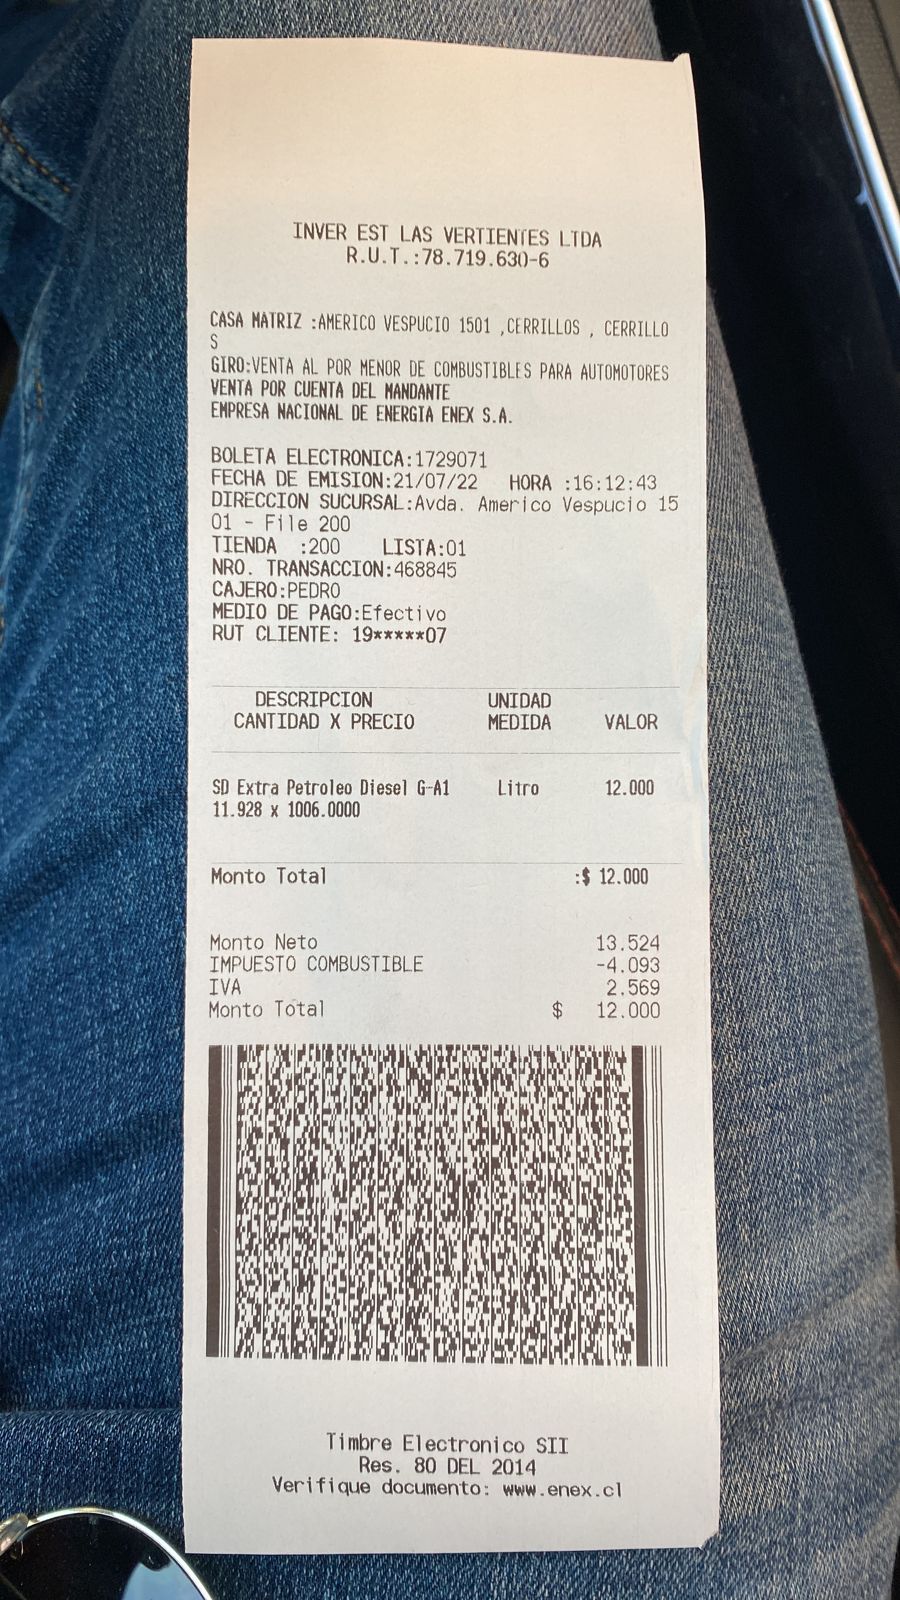 INVER EST LAS VERTIENTES LTDA
R.U.T.:78.719.630-6
CASA MATRIZ :AMERICO VESPUCIO 1501 ,CERRILLOS , CERRILLO
S
GIRO:VENTA AL POR MENOR DE COMBUSTIBLES PARA AUTOMOTORES
VENTA POR CUENTA DEL MANDANTE
EMPRESA NACIONAL DE ENERGIA ENEX S.A.
BOLETA ELECTRONICA:1729071
FECHA DE EMISION:21/07/22 HORA :16:12:43
DIRECCION SUCURSAL:Avda. Americo Vespucio 15
01 - File 200
TIENDA :200 LISTA:01
NRO. TRANSACCION:468845
CAJERO:PEDRO
MEDIO DE PAGO:Efectivo
RUT CLIENTE: 19*****07
DESCRIPCION UNIDAD
CANTIDAD X PRECIO MEDIDA VALOR
SD Extra Petroleo Diesel G-A1 Litro 12.000
11.928 x 1006.0000
Monto Total :$ 12.000
Monto Neto 13.524
IMPUESTO COMBUSTIBLE -4.093
IVA 2.569
Monto Total $ 12.000
Timbre Electronico SII
Res. 80 DEL 2014
Verifique documento: www.enex.cl